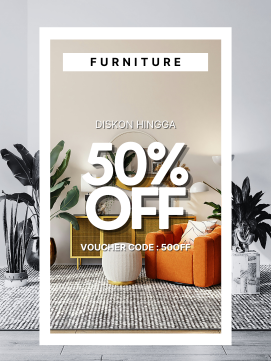 FURNITURE
DISKON HINGGA
50%
OFF
VOUCHER CODE : 50OFF